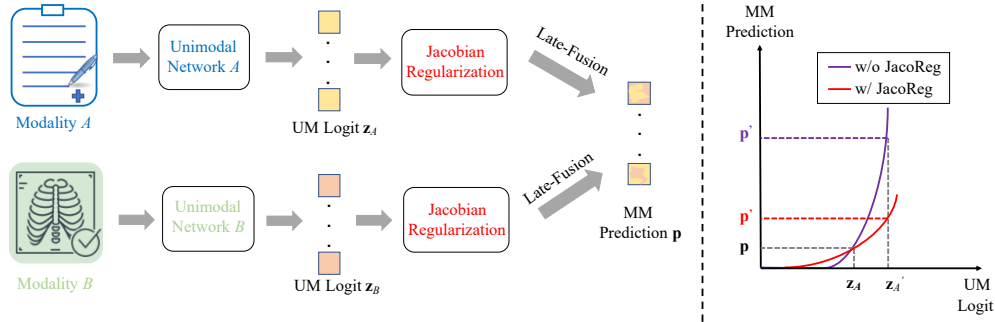 Modality A
Unimodal
Network A
UM Logit z_A
Jacobian
Regularization
Late-Fusion
Modality B
Unimodal
Network B
UM Logit z_B
Jacobian
Regularization
Late-Fusion
MM
Prediction p
MM
Prediction
w/o JacoReg
w/ JacoReg
p'
p'
p
z_A
z_A'
UM
Logit